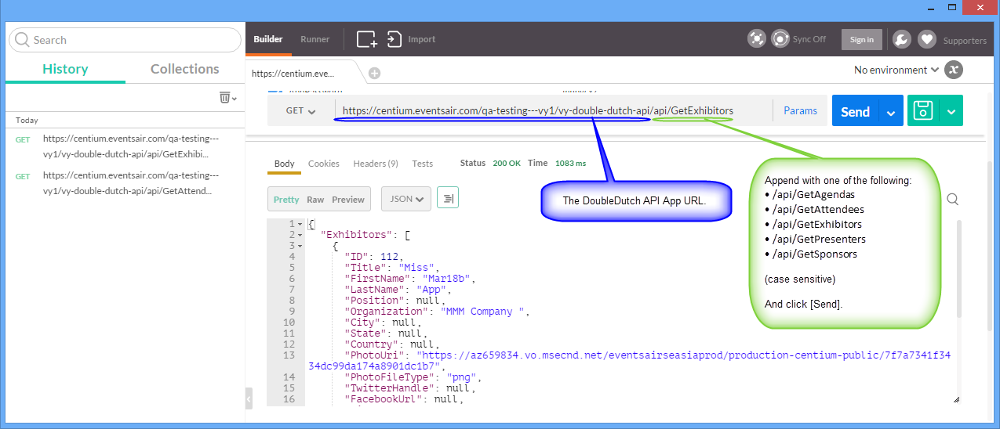 Search
History
Collections
Today
GET
https://centium.eventsair.com/qa-testing---
vy1/vy-double-dutch-api/api/GetExhibi...
GET
https://centium.eventsair.com/qa-testing---
vy1/vy-double-dutch-api/api/GetAttend...
Builder
Runner
Import
Sync Off
Sign in
Supporters
https://centium.eve...
No environment
GET
https://centium.eventsair.com/qa-testing---vy1/vy-double-dutch-api/api/GetExhibitors
Params
Send
Body
Cookies
Headers (9)
Tests
Status 200 OK Time 1083 ms
Pretty
Raw
Preview
JSON
The DoubleDutch API App URL.
Append with one of the following:
• /api/GetAgendas
• /api/GetAttendees
• /api/GetExhibitors
• /api/GetPresenters
• /api/GetSponsors
(case sensitive)
And click [Send].
1 {
2 "Exhibitors": [
3 {
4 "ID": 112,
5 "Title": "Miss",
6 "FirstName": "Mar18b",
7 "LastName": "App",
8 "Position": null,
9 "Organization": "MMM Company ",
10 "City": null,
11 "State": null,
12 "Country": null,
13 "PhotoUri": "https://az659834.vo.msecnd.net/eventsairseasiaprod/production-centium-public/7f7a7341f34
34dc99da174a8901dc1b7",
14 "PhotoFileType": "png",
15 "TwitterHandle": null,
16 "FacebookUrl": null,